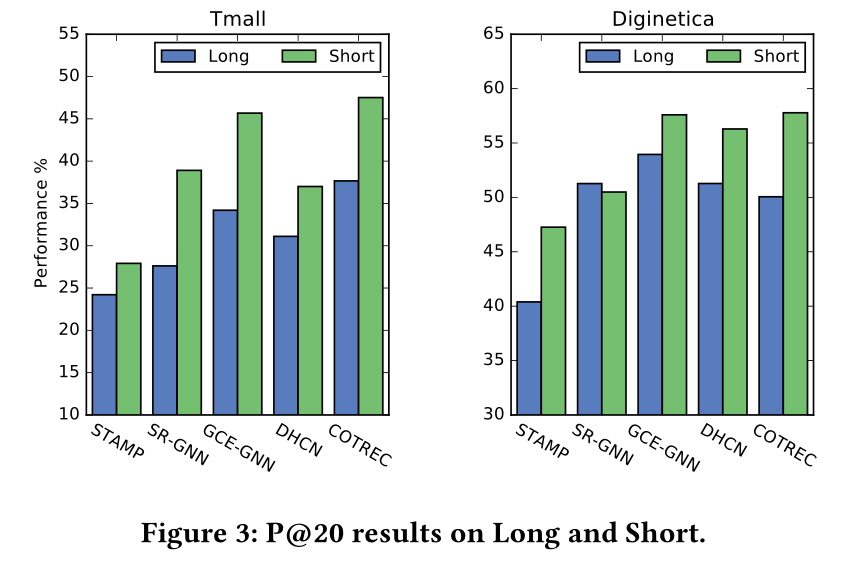 Tmall
55
50
45
40
35
30
25
20
15
10
Performance %
Long Short
STAMP SR-GNN GCE-GNN DHCN COTREC
Diginetica
65
60
55
50
45
40
35
30
Long Short
STAMP SR-GNN GCE-GNN DHCN COTREC
Figure 3: P@20 results on Long and Short.